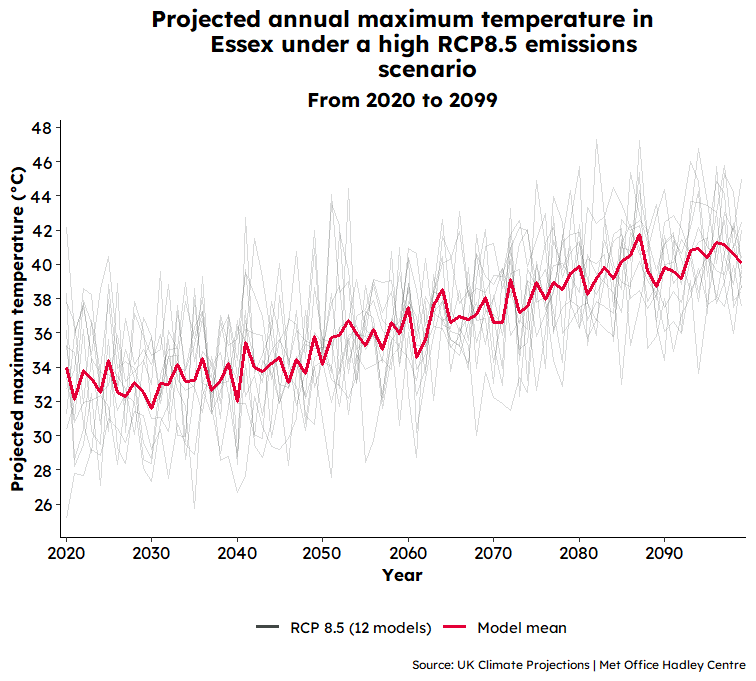 Projected annual maximum temperature in
Essex under a high RCP8.5 emissions
scenario
From 2020 to 2099
Projected maximum temperature (°C)
48
46
44
42
40
38
36
34
32
30
28
26
2020 2030 2040 2050 2060 2070 2080 2090
Year
RCP 8.5 (12 models) Model mean
Source: UK Climate Projections | Met Office Hadley Centre